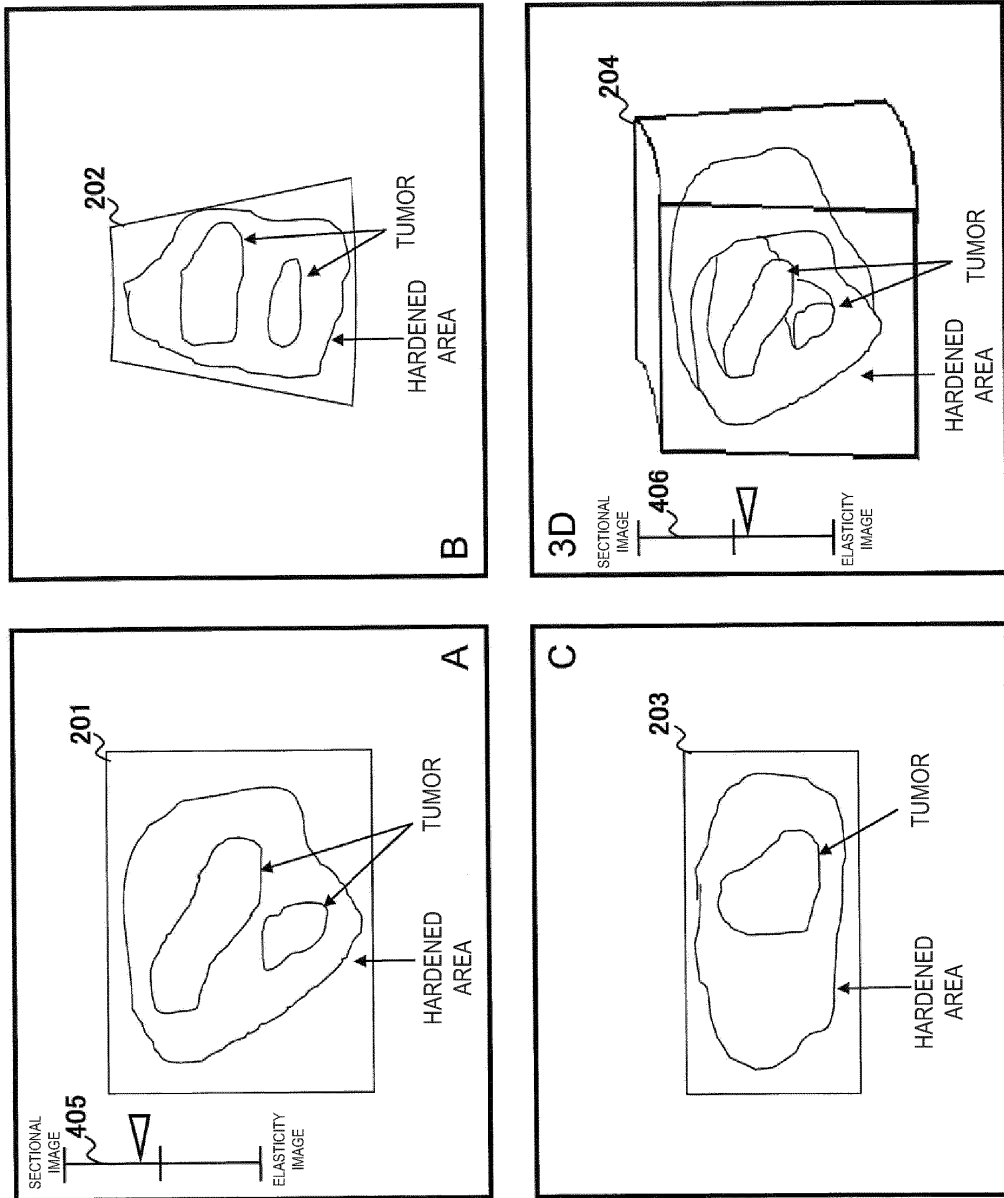 SECTIONAL
IMAGE
405
ELASTICITY
IMAGE
201
HARDENED
AREA
TUMOR
A
202
HARDENED
AREA
TUMOR
B
203
HARDENED
AREA
TUMOR
C
3D
SECTIONAL
IMAGE
406
ELASTICITY
IMAGE
204
HARDENED
AREA
TUMOR